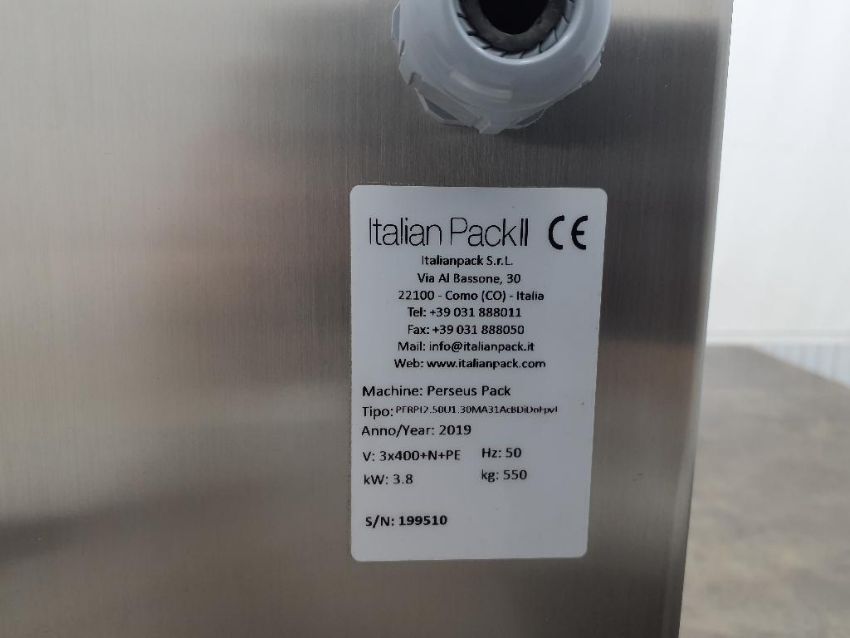 Italian Pack CE
Italianpack S.r.L.
Via Al Bassone, 30
22100 - Como (CO) - Italia
Tel: +39 031 888011
Fax: +39 031 888050
Mail: info@italianpack.it
Web: www.italianpack.com
Machine: Perseus Pack
Tipo:
Anno/Year: 2019
V: 3x400+N+PE Hz: 50
kW: 3.8 kg: 550
S/N: 199510